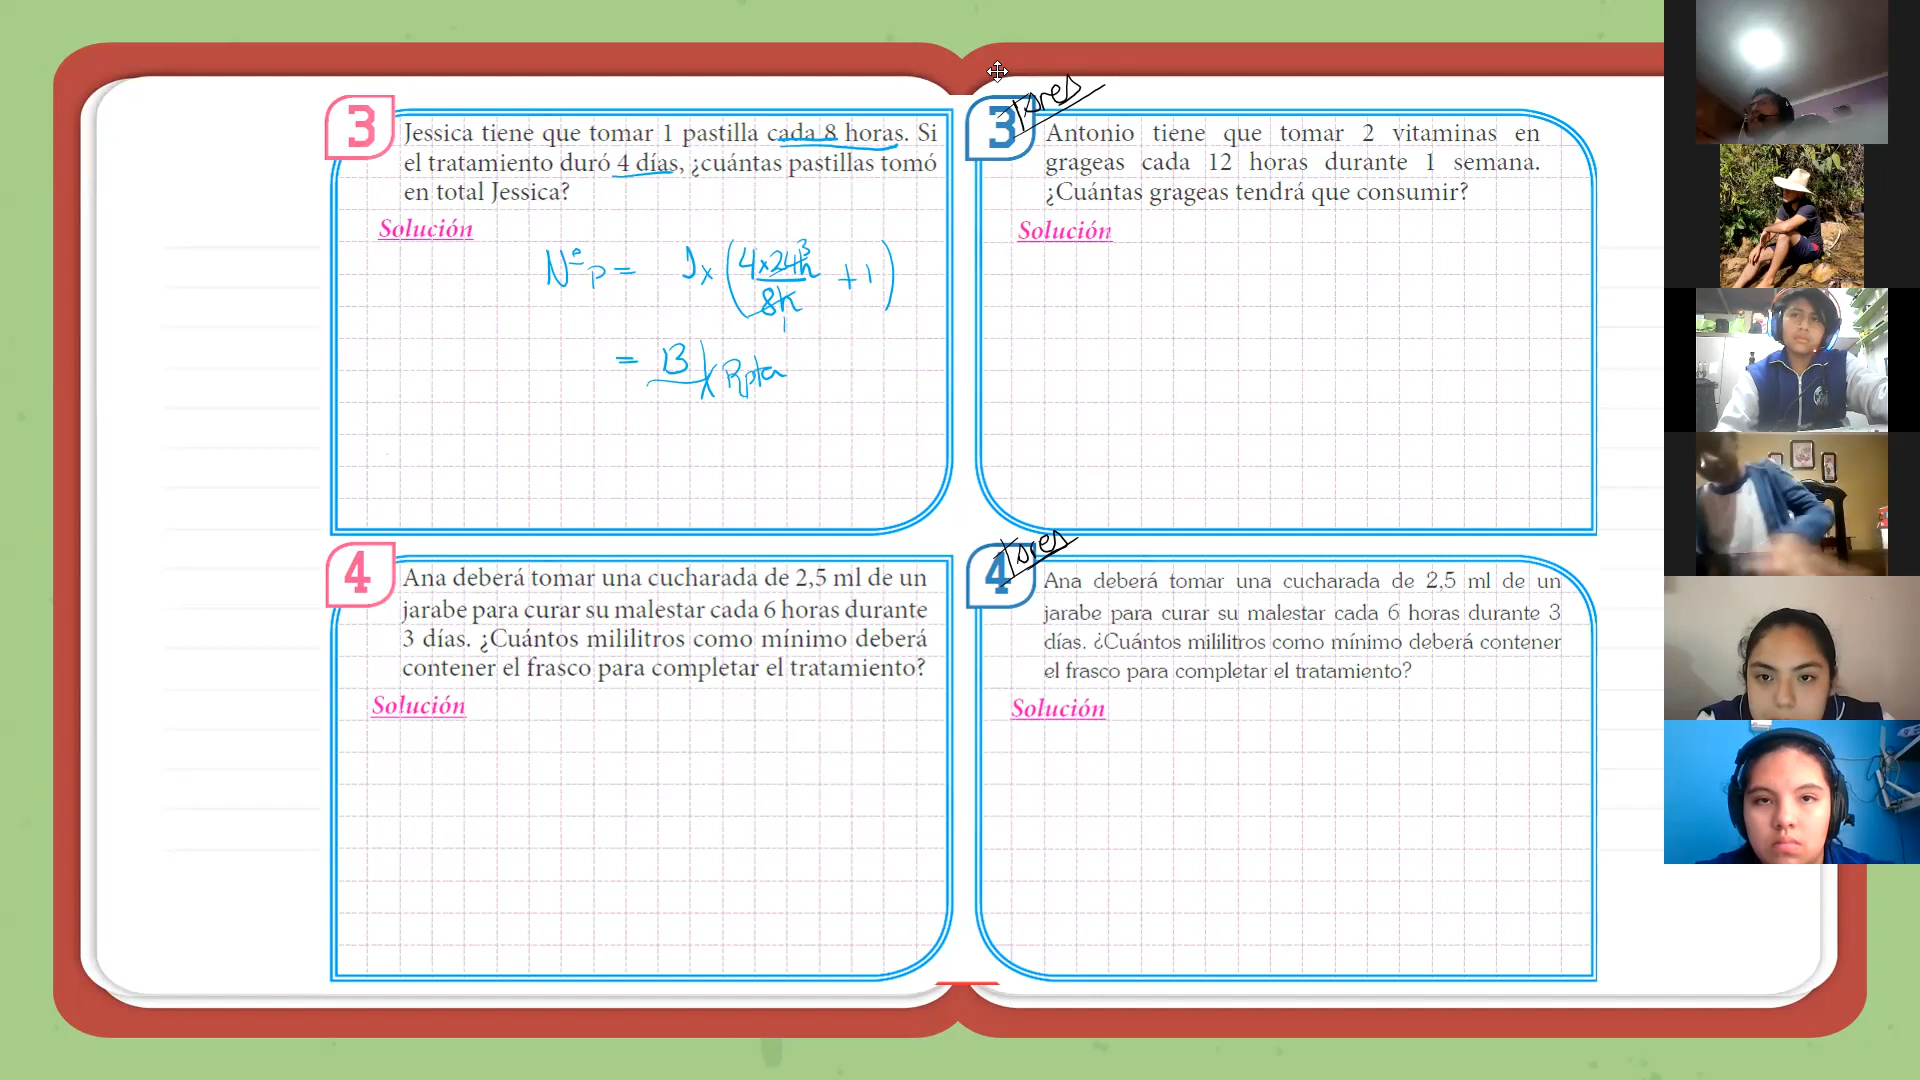 3
Jessica tiene que tomar 1 pastilla cada 8 horas. Si
el tratamiento duró 4 días, ¿cuántas pastillas tomó
en total Jessica?
Solución
Nº p = 1 x ( 4x24h 3 / 8h 1 + 1 )
= 13 Rpta
3
Antonio tiene que tomar 2 vitaminas en
grageas cada 12 horas durante 1 semana.
¿Cuántas grageas tendrá que consumir?
Solución
4
Ana deberá tomar una cucharada de 2,5 ml de un
jarabe para curar su malestar cada 6 horas durante
3 días. ¿Cuántos mililitros como mínimo deberá
contener el frasco para completar el tratamiento?
Solución
4
Ana deberá tomar una cucharada de 2,5 ml de un
jarabe para curar su malestar cada 6 horas durante 3
días. ¿Cuántos mililitros como mínimo deberá contener
el frasco para completar el tratamiento?
Solución